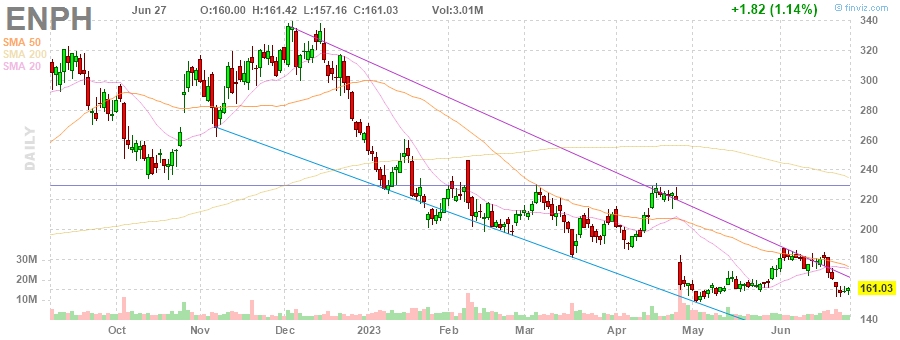 ENPH Jun 27 O:160.00 H:161.42 L:157.16 C:161.03 Vol:3.01M +1.82 (1.14%) finviz.com
SMA 50
SMA 200
SMA 20
DAILY
340
320
300
280
260
240
220
200
180
160
140
161.03
30M
20M
10M
Oct Nov Dec 2023 Feb Mar Apr May Jun